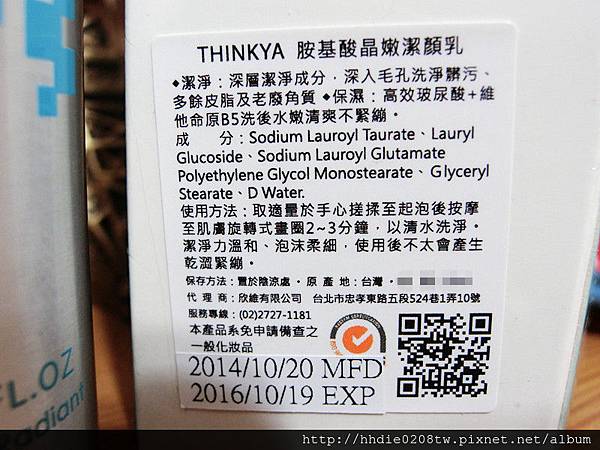 THINKYA 胺基酸晶嫩潔顏乳
◆潔淨：深層潔淨成分，深入毛孔洗淨髒污、
多餘皮脂及老廢角質 ◆保濕：高效玻尿酸+維
他命原B5洗後水嫩清爽不緊繃。
成　　分：Sodium Lauroyl Taurate、Lauryl
Glucoside、Sodium Lauroyl Glutamate
Polyethylene Glycol Monostearate、Glyceryl
Stearate、D Water.
使用方法：取適量於手心搓揉至起泡後按摩
至肌膚旋轉式畫圈2~3分鐘，以清水洗淨。
潔淨力溫和、泡沫柔細，使用後不太會產生
乾澀緊繃。
保存方法：置於陰涼處。原 產 地：台灣。
代 理 商：欣維有限公司　台北市忠孝東路五段524巷1弄10號
服務專線：(02)2727-1181
本產品系免申請備查之
一般化妝品
2014/10/20 MFD
2016/10/19 EXP
FL.OZ
Radiant
http://hhdie0208tw.pixnet.net/album